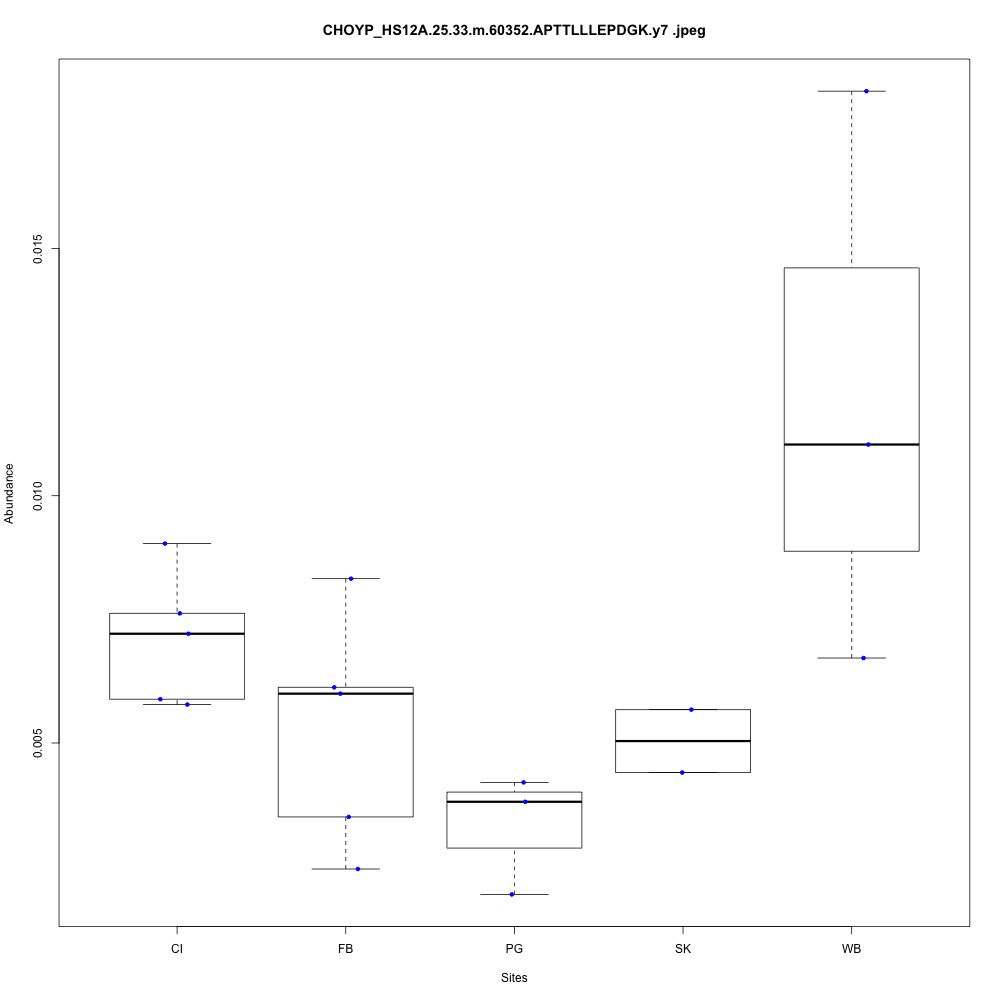 CHOYP_HS12A.25.33.m.60352.APTTLLLEPDGK.y7 .jpeg
Abundance
0.015
0.010
0.005
CI FB PG SK WB
Sites